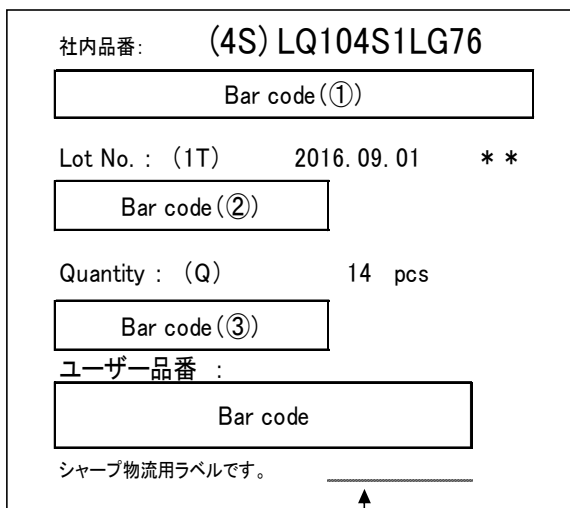 社内品番: (4S) LQ104S1LG76
Bar code(①)
Lot No. : (1T) 2016. 09. 01 * *
Bar code(②)
Quantity : (Q) 14 pcs
Bar code(③)
ユーザー品番 :
Bar code
シャープ物流用ラベルです。